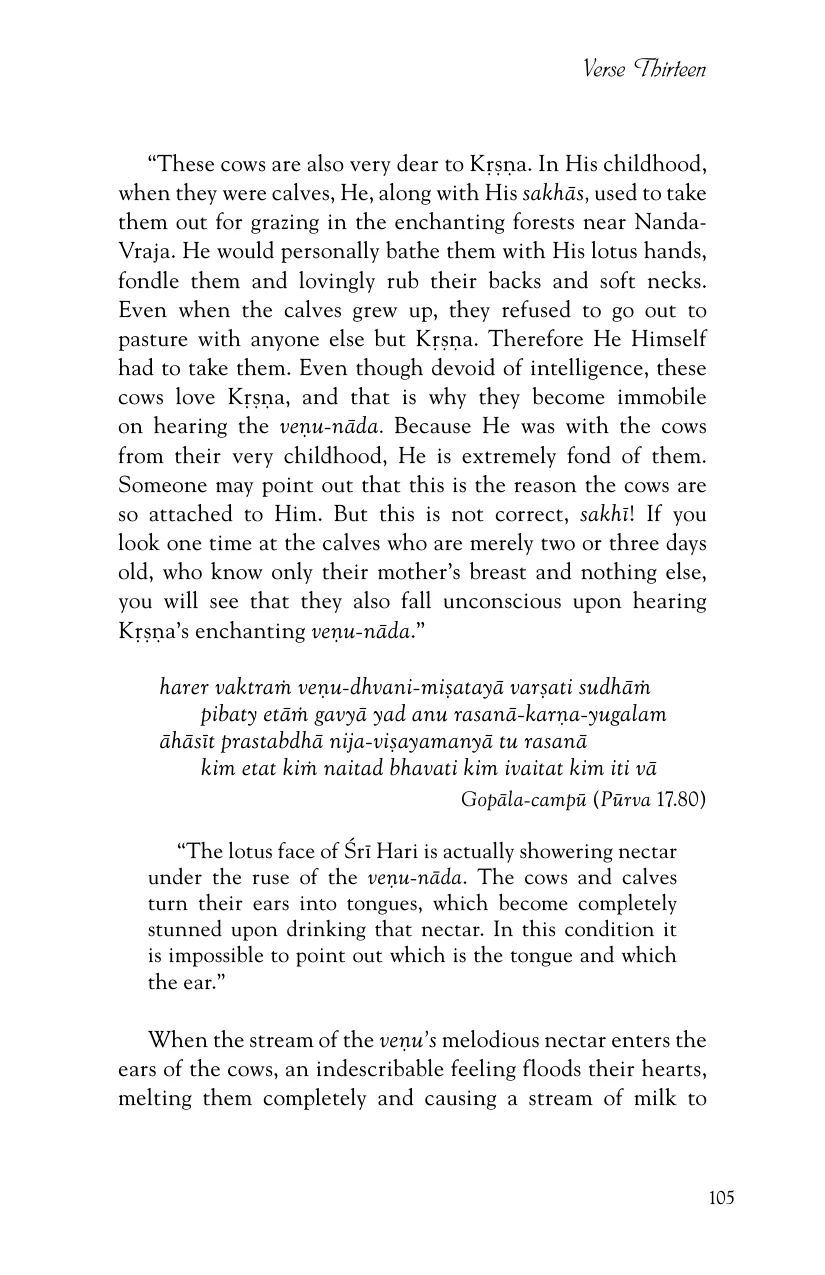 Verse Thirteen
“These cows are also very dear to Kṛṣṇa. In His childhood,
when they were calves, He, along with His sakhās, used to take
them out for grazing in the enchanting forests near Nanda-
Vraja. He would personally bathe them with His lotus hands,
fondle them and lovingly rub their backs and soft necks.
Even when the calves grew up, they refused to go out to
pasture with anyone else but Kṛṣṇa. Therefore He Himself
had to take them. Even though devoid of intelligence, these
cows love Kṛṣṇa, and that is why they become immobile
on hearing the veṇu-nāda. Because He was with the cows
from their very childhood, He is extremely fond of them.
Someone may point out that this is the reason the cows are
so attached to Him. But this is not correct, sakhī! If you
look one time at the calves who are merely two or three days
old, who know only their mother’s breast and nothing else,
you will see that they also fall unconscious upon hearing
Kṛṣṇa’s enchanting veṇu-nāda.”
harer vaktraṁ veṇu-dhvani-miṣatayā varṣati sudhāṁ
pibaty etāṁ gavyā yad anu rasanā-karṇa-yugalam
āhāsīt prastabdhā nija-viṣayamanyā tu rasanā
kim etat kiṁ naitad bhavati kim ivaitat kim iti vā
Gopāla-campū (Pūrva 17.80)
“The lotus face of Śrī Hari is actually showering nectar
under the ruse of the veṇu-nāda. The cows and calves
turn their ears into tongues, which become completely
stunned upon drinking that nectar. In this condition it
is impossible to point out which is the tongue and which
the ear.”
When the stream of the veṇu’s melodious nectar enters the
ears of the cows, an indescribable feeling floods their hearts,
melting them completely and causing a stream of milk to
105